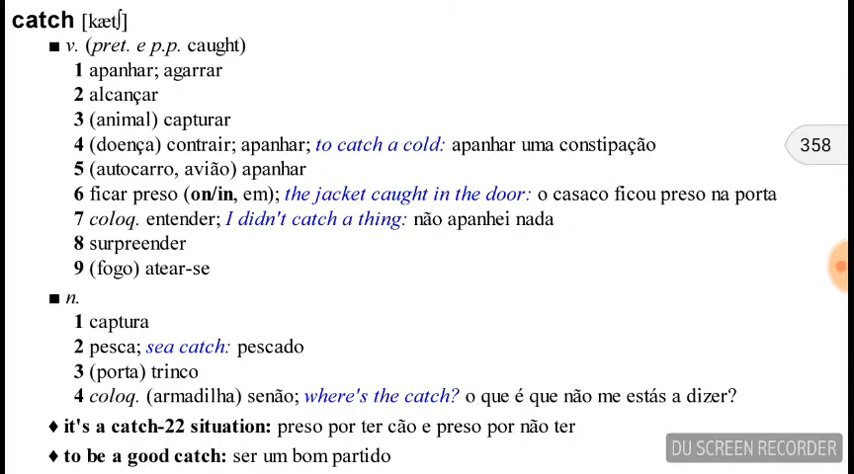 catch [kætʃ]
■ v. (pret. e p.p. caught)
1 apanhar; agarrar
2 alcançar
3 (animal) capturar
4 (doença) contrair; apanhar; to catch a cold: apanhar uma constipação
358
5 (autocarro, avião) apanhar
6 ficar preso (on/in, em); the jacket caught in the door: o casaco ficou preso na porta
7 coloq. entender; I didn't catch a thing: não apanhei nada
8 surpreender
9 (fogo) atear-se
■ n.
1 captura
2 pesca; sea catch: pescado
3 (porta) trinco
4 coloq. (armadilha) senão; where's the catch? o que é que não me estás a dizer?
♦ it's a catch-22 situation: preso por ter cão e preso por não ter
♦ to be a good catch: ser um bom partido
DU SCREEN RECORDER